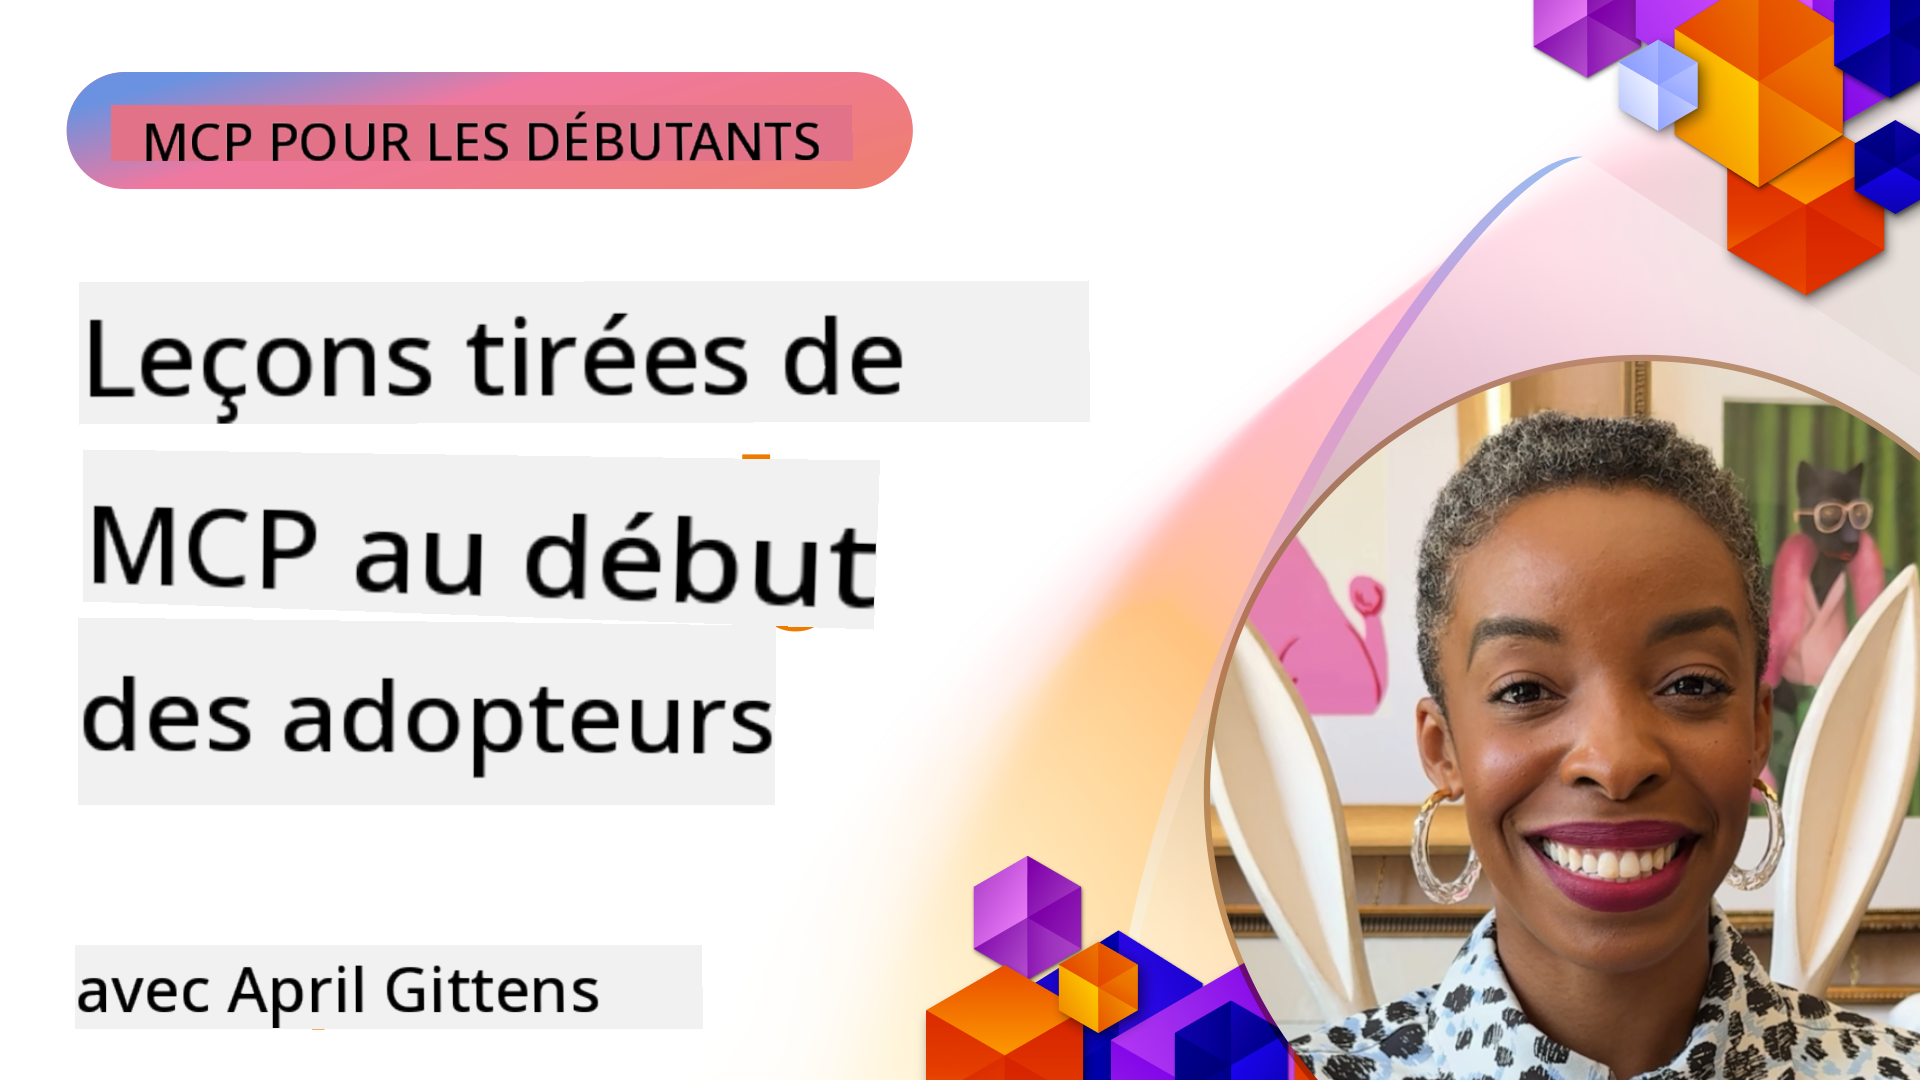 MCP POUR LES DÉBUTANTS
Leçons tirées de
MCP au début
des adopteurs
avec April Gittens